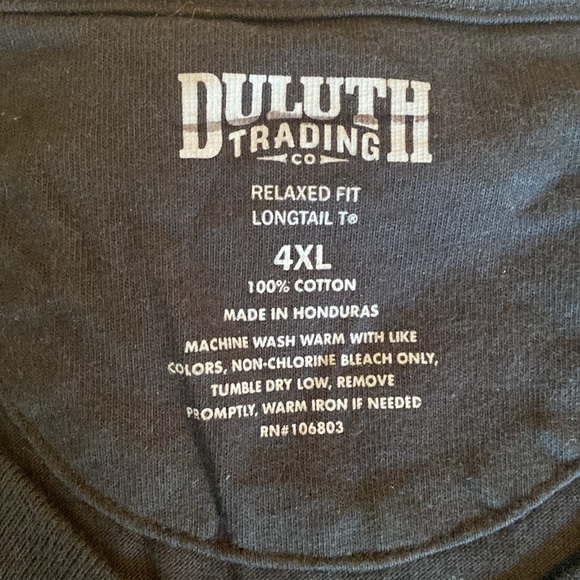 DULUTH
TRADING
CO
RELAXED FIT
LONGTAIL T®
4XL
100% COTTON
MADE IN HONDURAS
MACHINE WASH WARM WITH LIKE
COLORS, NON-CHLORINE BLEACH ONLY,
TUMBLE DRY LOW, REMOVE
PROMPTLY, WARM IRON IF NEEDED
RN#106803